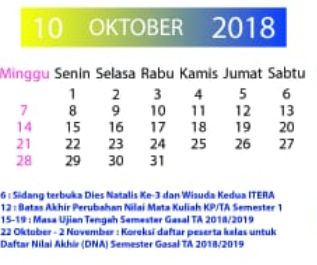 10 OKTOBER 2018
Minggu Senin Selasa Rabu Kamis Jumat Sabtu
1 2 3 4 5 6
7 8 9 10 11 12 13
14 15 16 17 18 19 20
21 22 23 24 25 26 27
28 29 30 31
6 : Sidang terbuka Dies Natalis Ke-3 dan Wisuda Kedua ITERA
12 : Batas Akhir Perubahan Nilai Mata Kuliah KP/TA Semester 1
15-19 : Masa Ujian Tengah Semester Gasal TA 2018/2019
22 Oktober - 2 November : Koreksi daftar peserta kelas untuk
Daftar Nilai Akhir (DNA) Semester Gasal TA 2018/2019